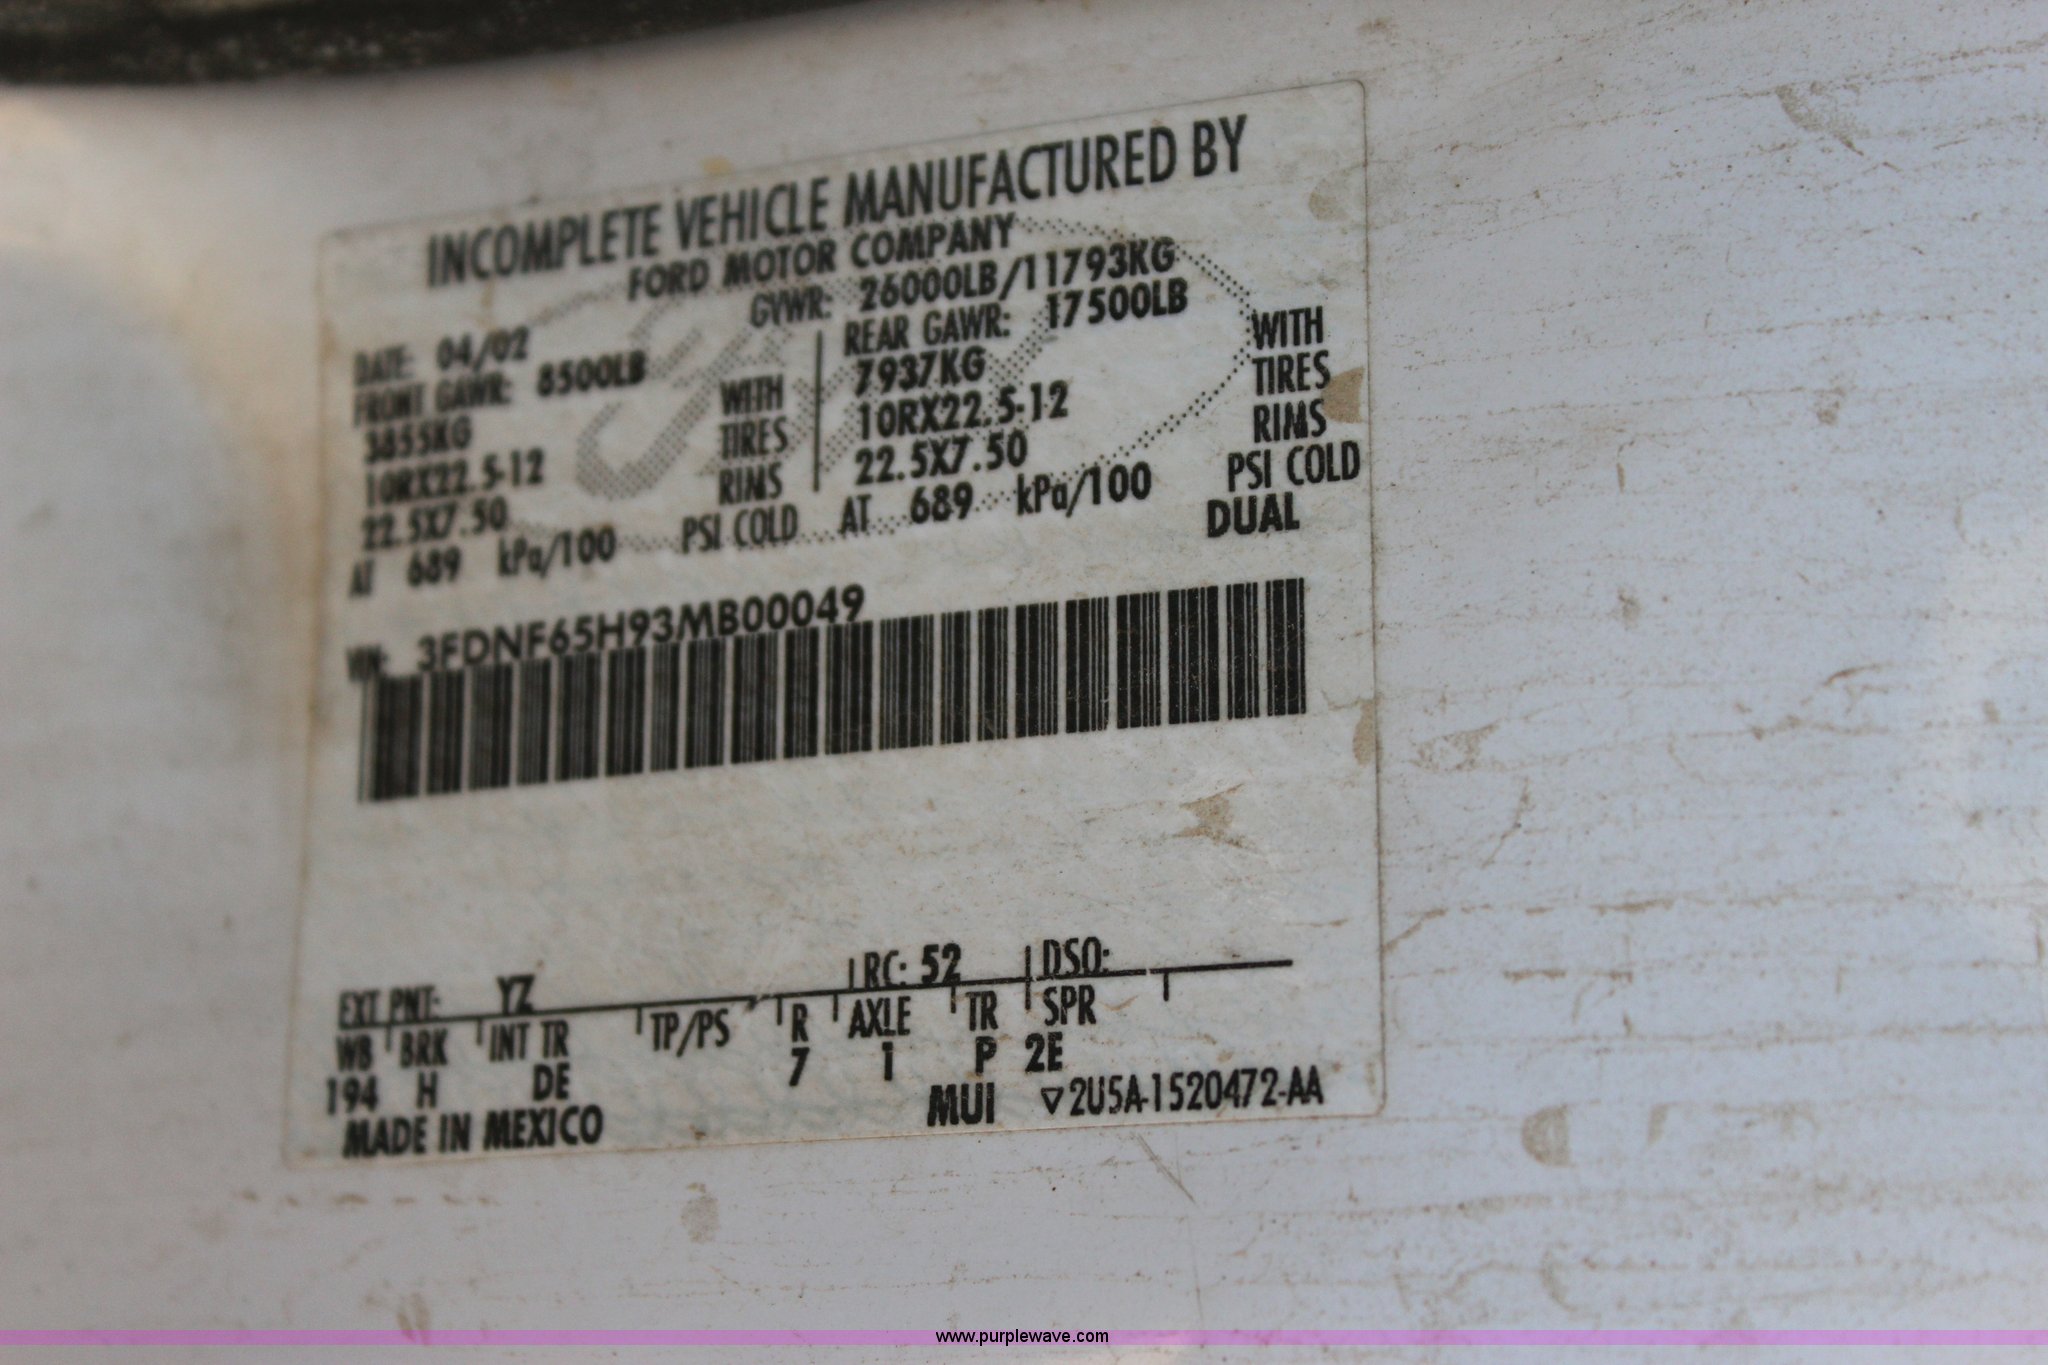 INCOMPLETE VEHICLE MANUFACTURED BY
FORD MOTOR COMPANY
GVWR: 26000LB/11793KG
DATE: 04/02
FRONT GAWR: 8500LB
3855KG WITH
10RX22.5-12 TIRES
22.5X7.50 RIMS
AT 689 kPa/100 PSI COLD
REAR GAWR: 17500LB
7937KG WITH
10RX22.5-12 TIRES
22.5X7.50 RIMS
AT 689 kPa/100 PSI COLD
DUAL
VIN: 3FDNF65H93MB00049
EXT PNT: YZ RC: 52 DSO:
WB BRK INT TR TP/PS R AXLE TR SPR
194 H DE 7 1 P 2E
MADE IN MEXICO MUI ▽2U5A-1520472-AA
www.purplewave.com